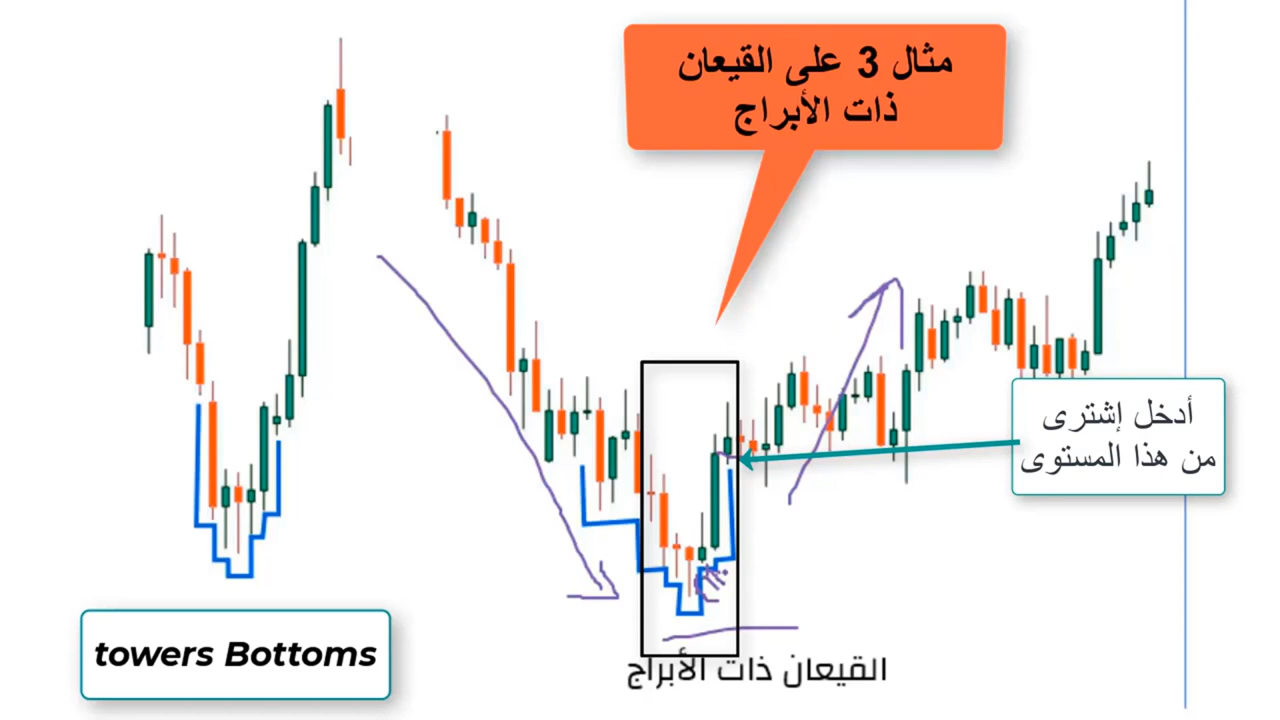 مثال 3 على القيعان
ذات الأبراج
أدخل إشترى
من هذا المستوى
towers Bottoms
القيعان ذات الأبراج